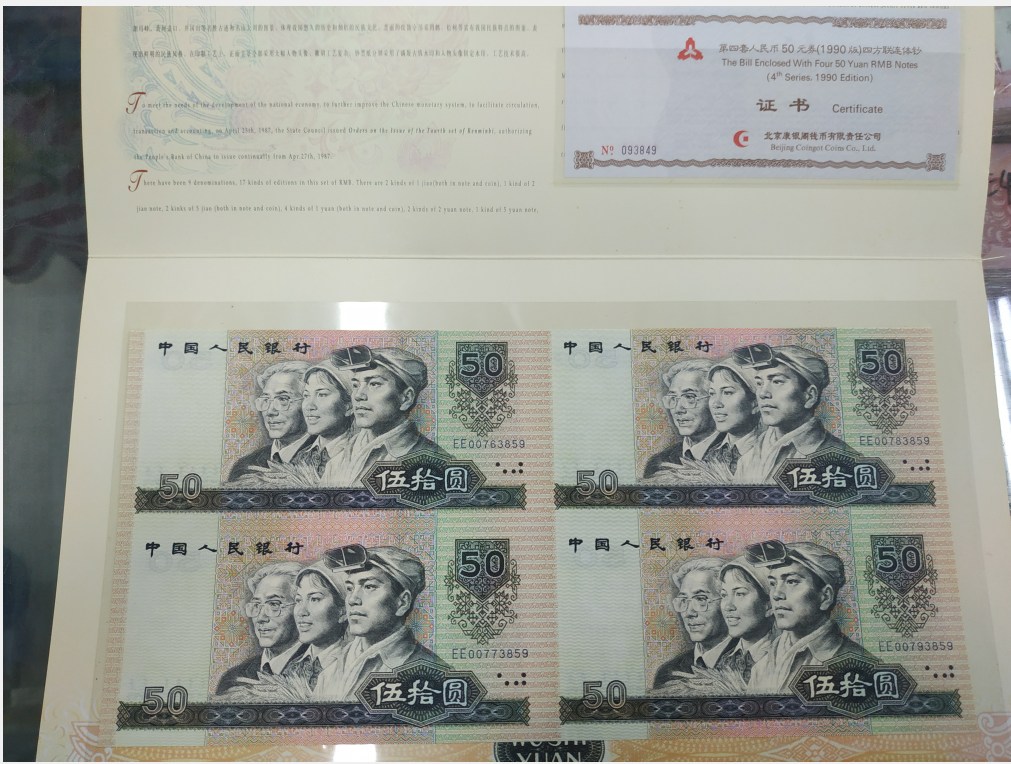 To meet the needs of the development of the national economy, to further improve the Chinese monetary system, to facilitate circulation,
transaction and accounting, on April 25th, 1987, the State Council issued Orders on the Issue of the Fourth set of Renminbi, authorizing
the People's Bank of China to issue continually from Apr.27th, 1987.
There have been 9 denominations, 17 kinds of editions in this set of RMB. There are 2 kinds of 1 jiao(both in note and coin), 1 kind of 2
jiao note, 2 kinks of 5 jiao (both in note and coin), 4 kinds of 1 yuan (both in note and coin), 2 kinds of 2 yuan note, 1 kind of 5 yuan note,
第四套人民币50元券(1990版)四方联连体钞
The Bill Enclosed With Four 50 Yuan RMB Notes
(4th Series, 1990 Edition)
证书 Certificate
北京康银阁钱币有限责任公司
Beijing Coingot Coins Co., Ltd.
Nº 093849
中国人民银行
50
EE00763859
50
伍拾圆
中国人民银行
50
EE00783859
50
伍拾圆
中国人民银行
50
EE00773859
50
伍拾圆
中国人民银行
50
EE00793859
50
伍拾圆
WU SHI
YUAN